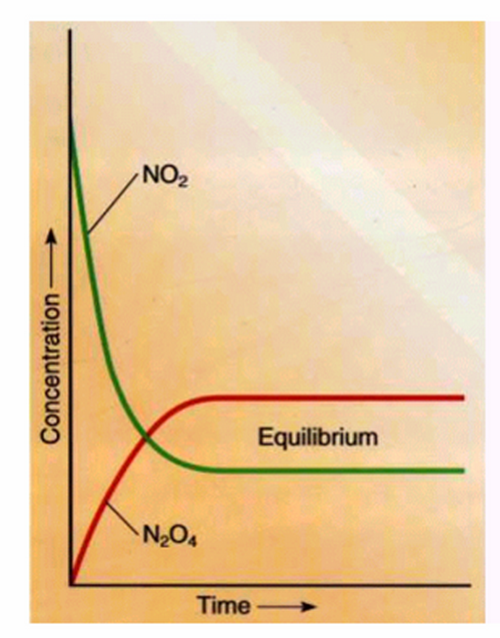 NO₂
Concentration
Equilibrium
N₂O₄
Time